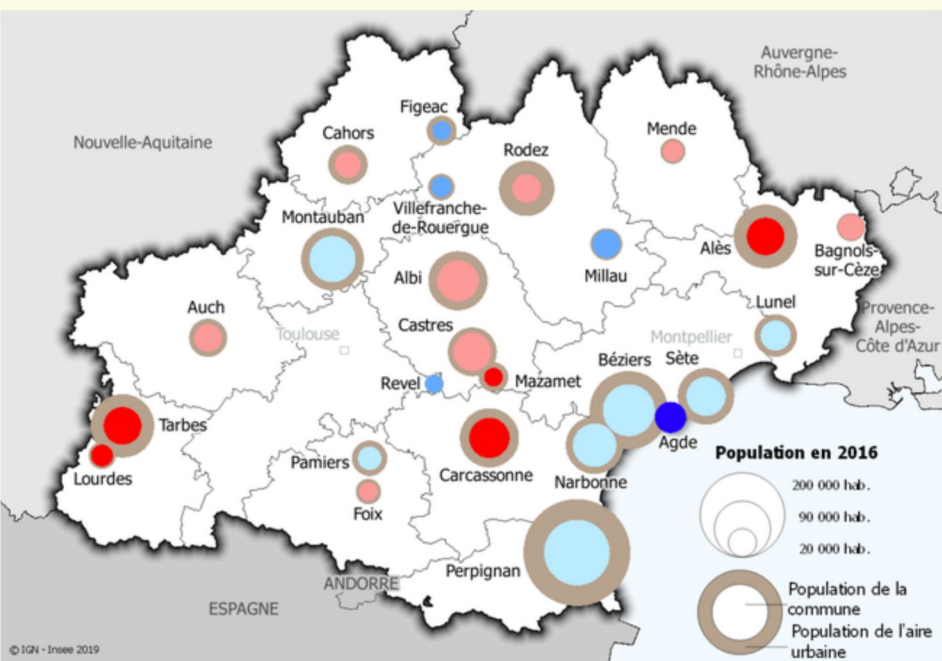 Auvergne-
Rhône-Alpes
Nouvelle-Aquitaine
Figeac
Cahors
Mende
Rodez
Villefranche-
de-Rouergue
Montauban
Alès
Bagnols-
sur-Cèze
Millau
Albi
Auch
Toulouse
Castres
Lunel
Montpellier
Provence-
Alpes-
Côte d'Azur
Béziers
Sète
Revel
Mazamet
Tarbes
Agde
Lourdes
Pamiers
Carcassonne
Narbonne
Foix
Perpignan
ANDORRE
ESPAGNE
Population en 2016
200 000 hab.
90 000 hab.
20 000 hab.
Population de la
commune
Population de l'aire
urbaine
© IGN - Insee 2019